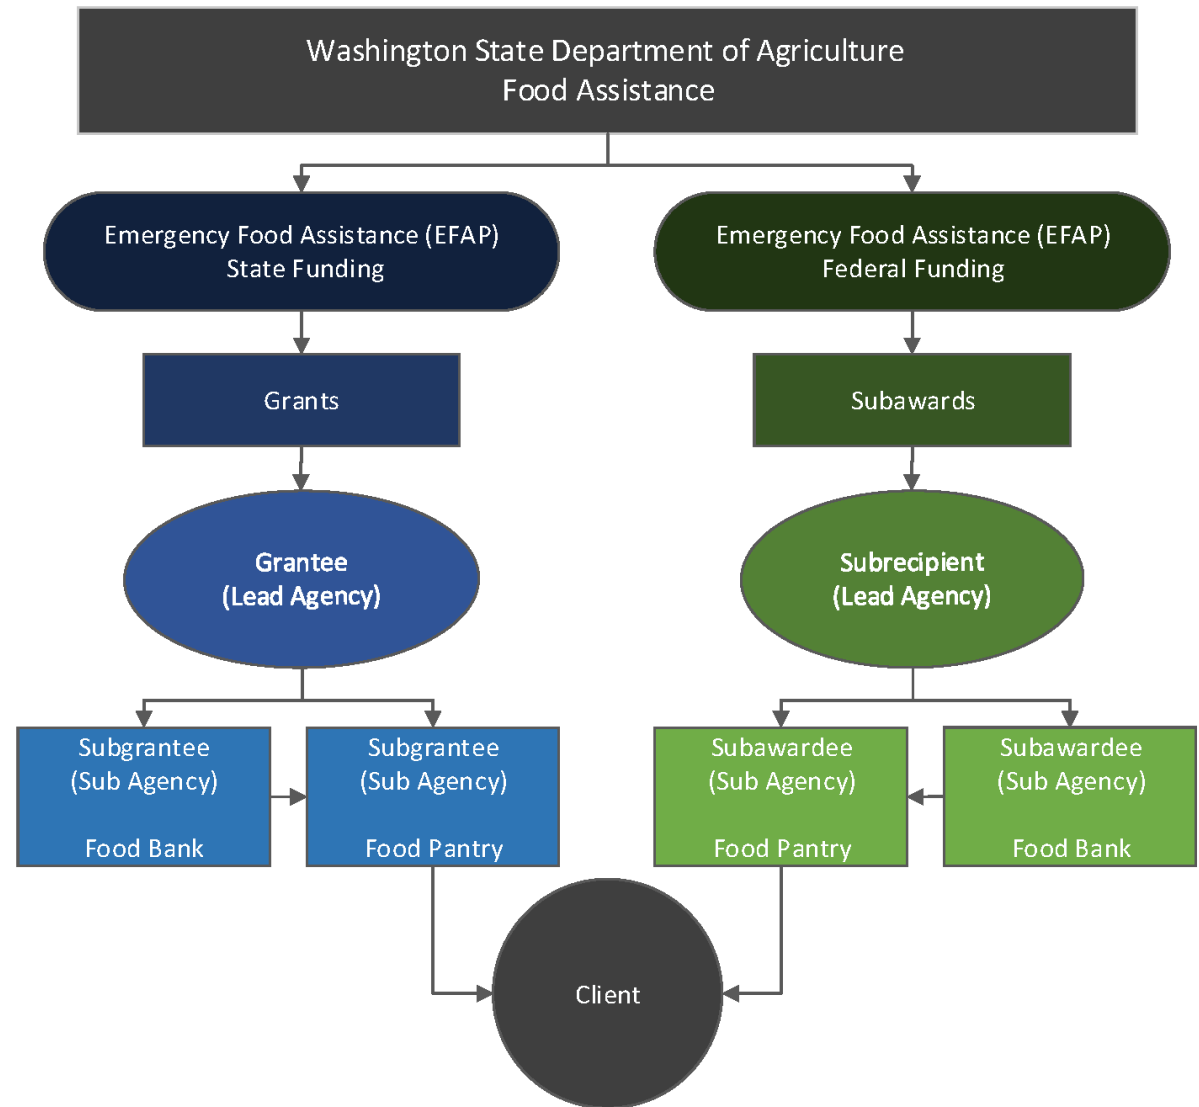 Washington State Department of Agriculture
Food Assistance
Emergency Food Assistance (EFAP)
State Funding
Emergency Food Assistance (EFAP)
Federal Funding
Grants
Subawards
Grantee
(Lead Agency)
Subrecipient
(Lead Agency)
Subgrantee
(Sub Agency)
Food Bank
Subgrantee
(Sub Agency)
Food Pantry
Subawardee
(Sub Agency)
Food Pantry
Subawardee
(Sub Agency)
Food Bank
Client